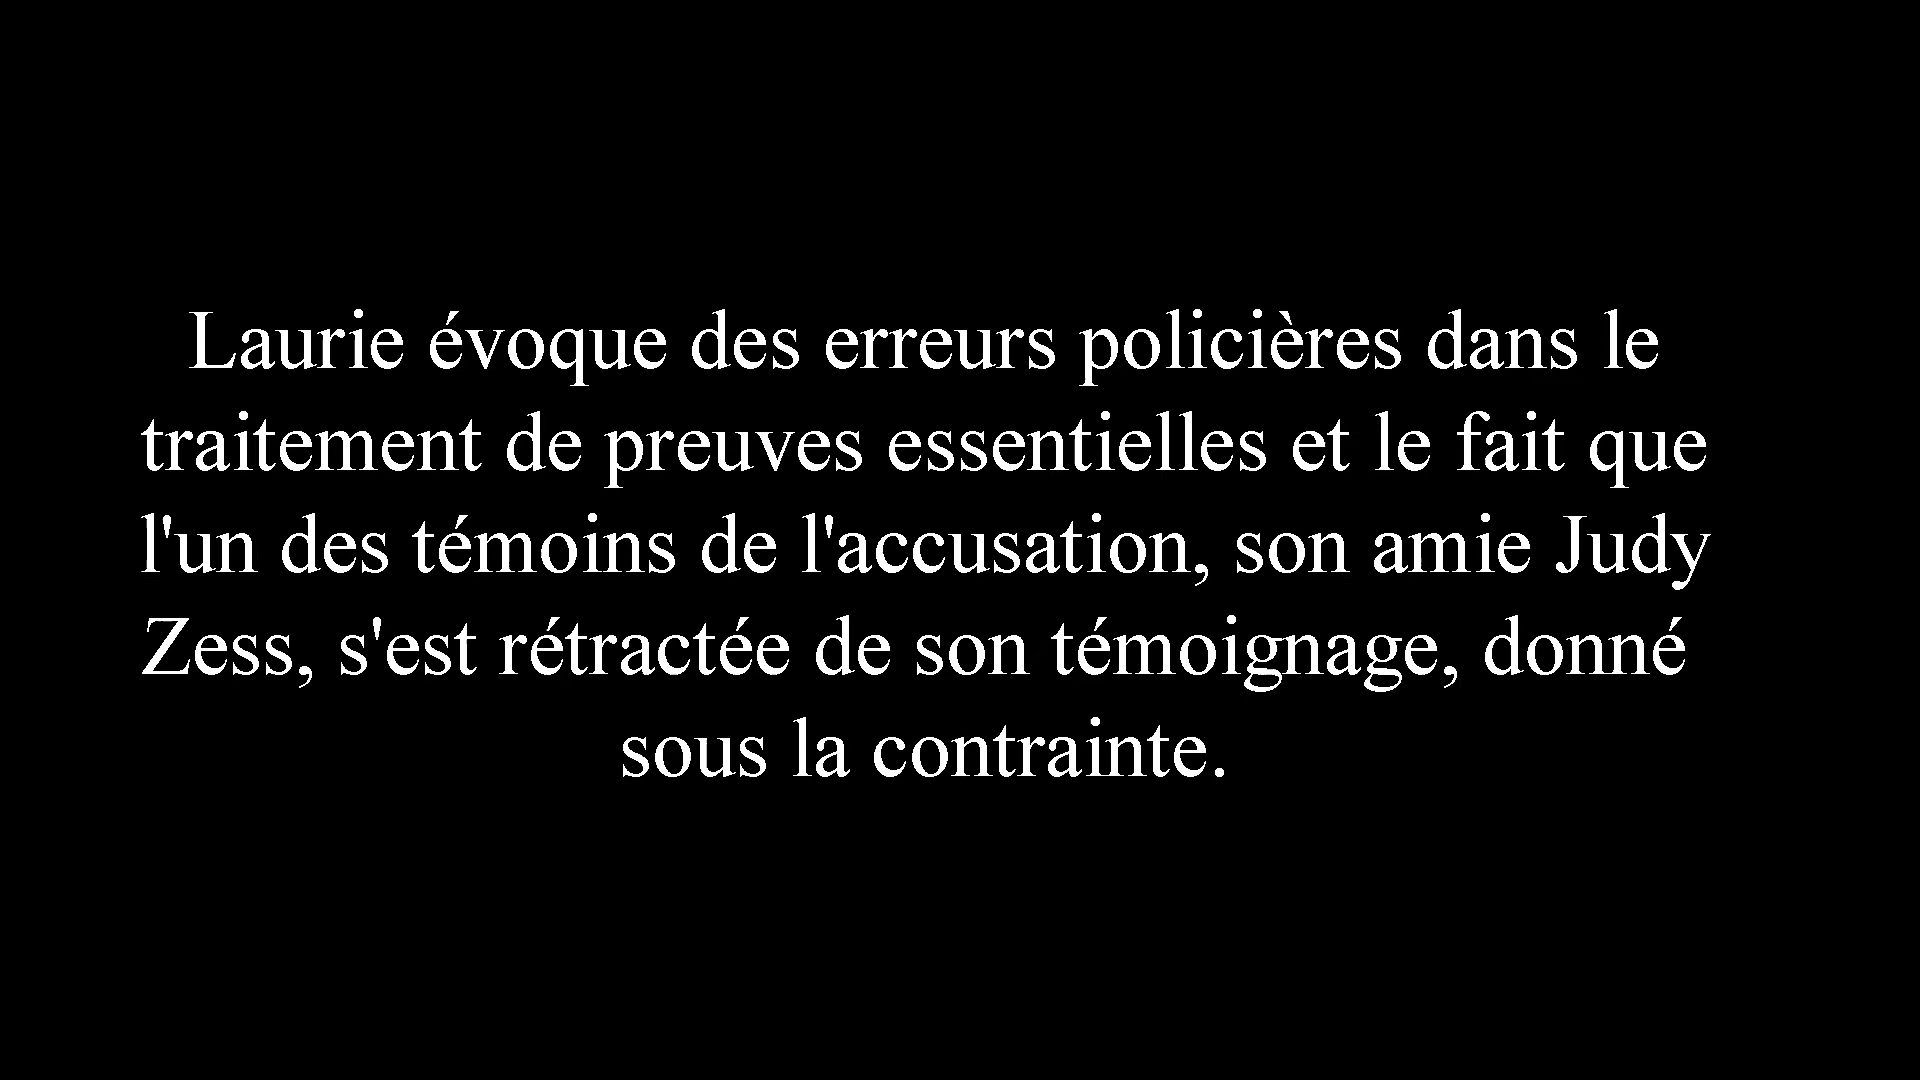 Laurie évoque des erreurs policières dans le
traitement de preuves essentielles et le fait que
l'un des témoins de l'accusation, son amie Judy
Zess, s'est rétractée de son témoignage, donné
sous la contrainte.